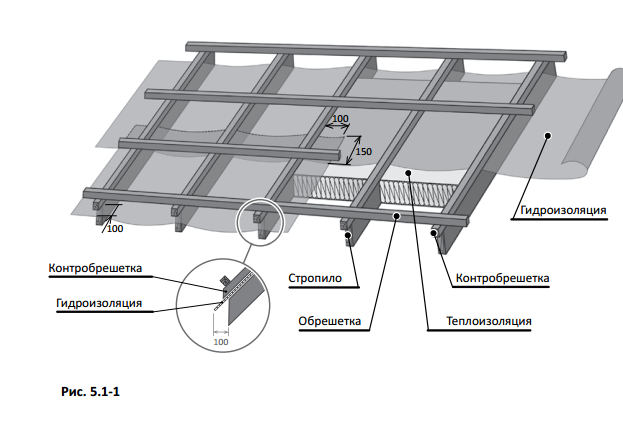 100
150
100
Гидроизоляция
Контробрешетка
Стропило
Контробрешетка
Гидроизоляция
Обрешетка
Теплоизоляция
100
Рис. 5.1-1